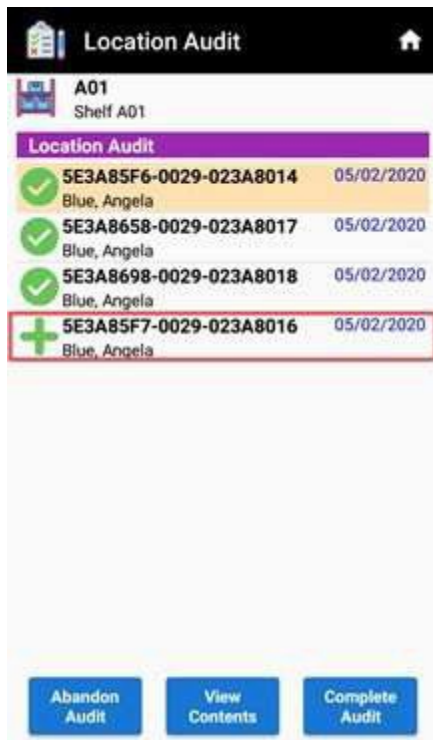 Location Audit
A01
Shelf A01
Location Audit
5E3A85F6-0029-023A8014 05/02/2020
Blue, Angela
5E3A8658-0029-023A8017 05/02/2020
Blue, Angela
5E3A8698-0029-023A8018 05/02/2020
Blue, Angela
5E3A85F7-0029-023A8016 05/02/2020
Blue, Angela
Abandon Audit View Contents Complete Audit